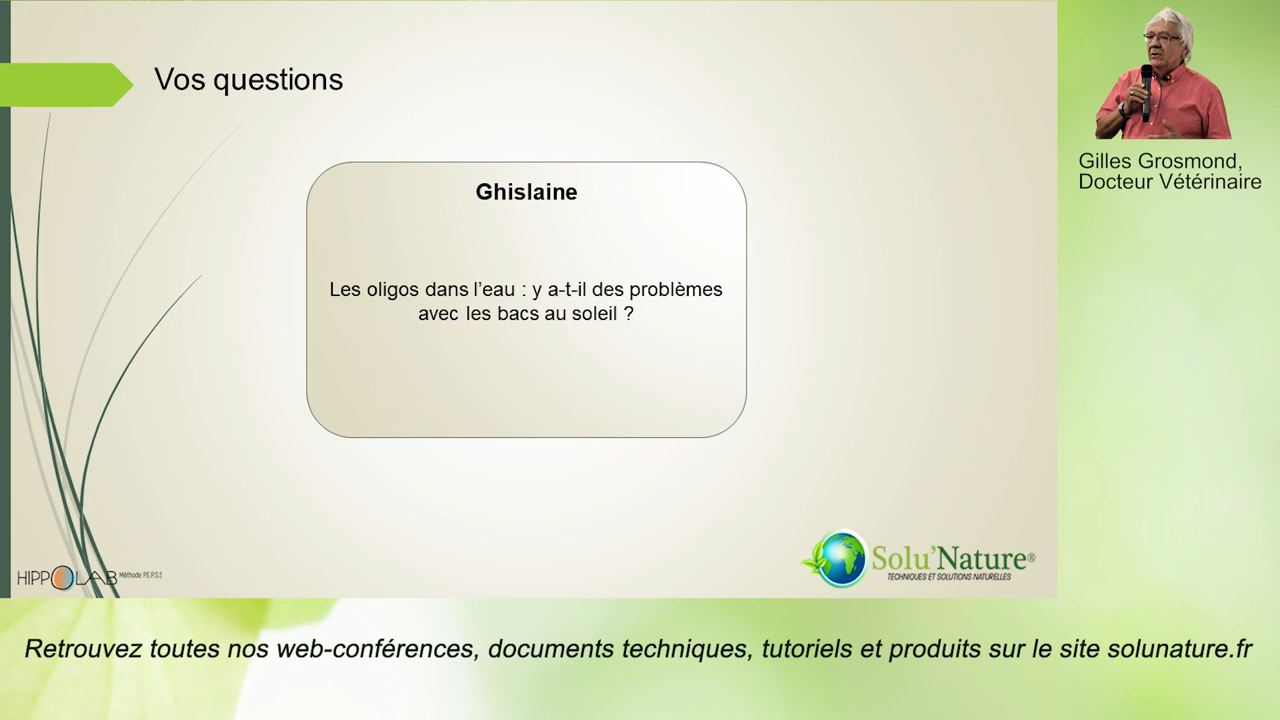 Vos questions
Ghislaine
Les oligos dans l’eau : y a-t-il des problèmes
avec les bacs au soleil ?
Gilles Grosmond,
Docteur Vétérinaire
HIPPOLAB Méthode P.E.P.S.S
Solu’Nature®
TECHNIQUES ET SOLUTIONS NATURELLES
Retrouvez toutes nos web-conférences, documents techniques, tutoriels et produits sur le site solunature.fr